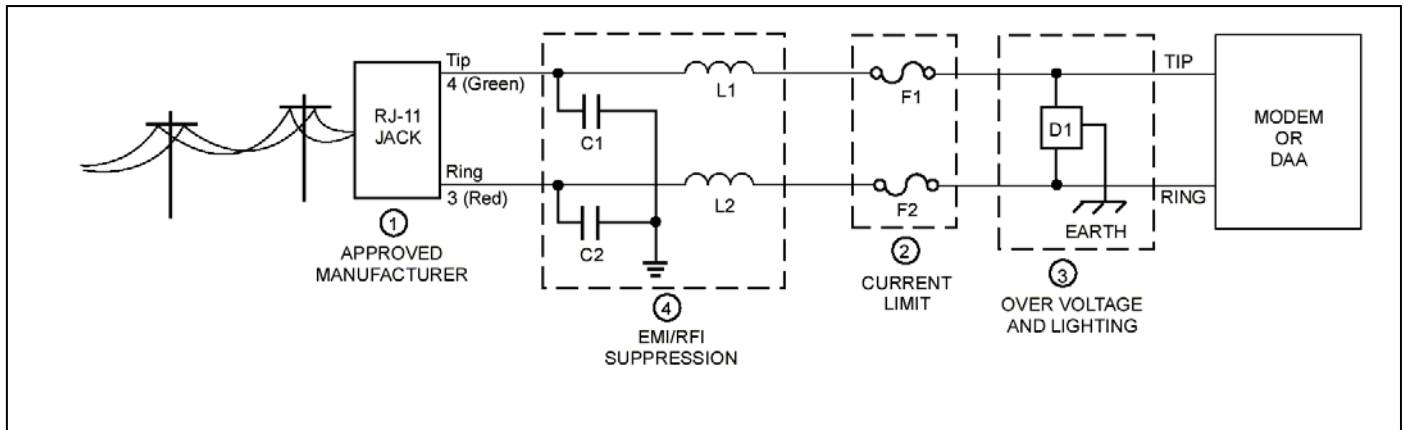 RJ-11
JACK
Tip
4 (Green)
Ring
3 (Red)
1
APPROVED
MANUFACTURER
C1
C2
L1
L2
4
EMI/RFI
SUPPRESSION
F1
F2
2
CURRENT
LIMIT
D1
EARTH
3
OVER VOLTAGE
AND LIGHTING
TIP
RING
MODEM
OR
DAA